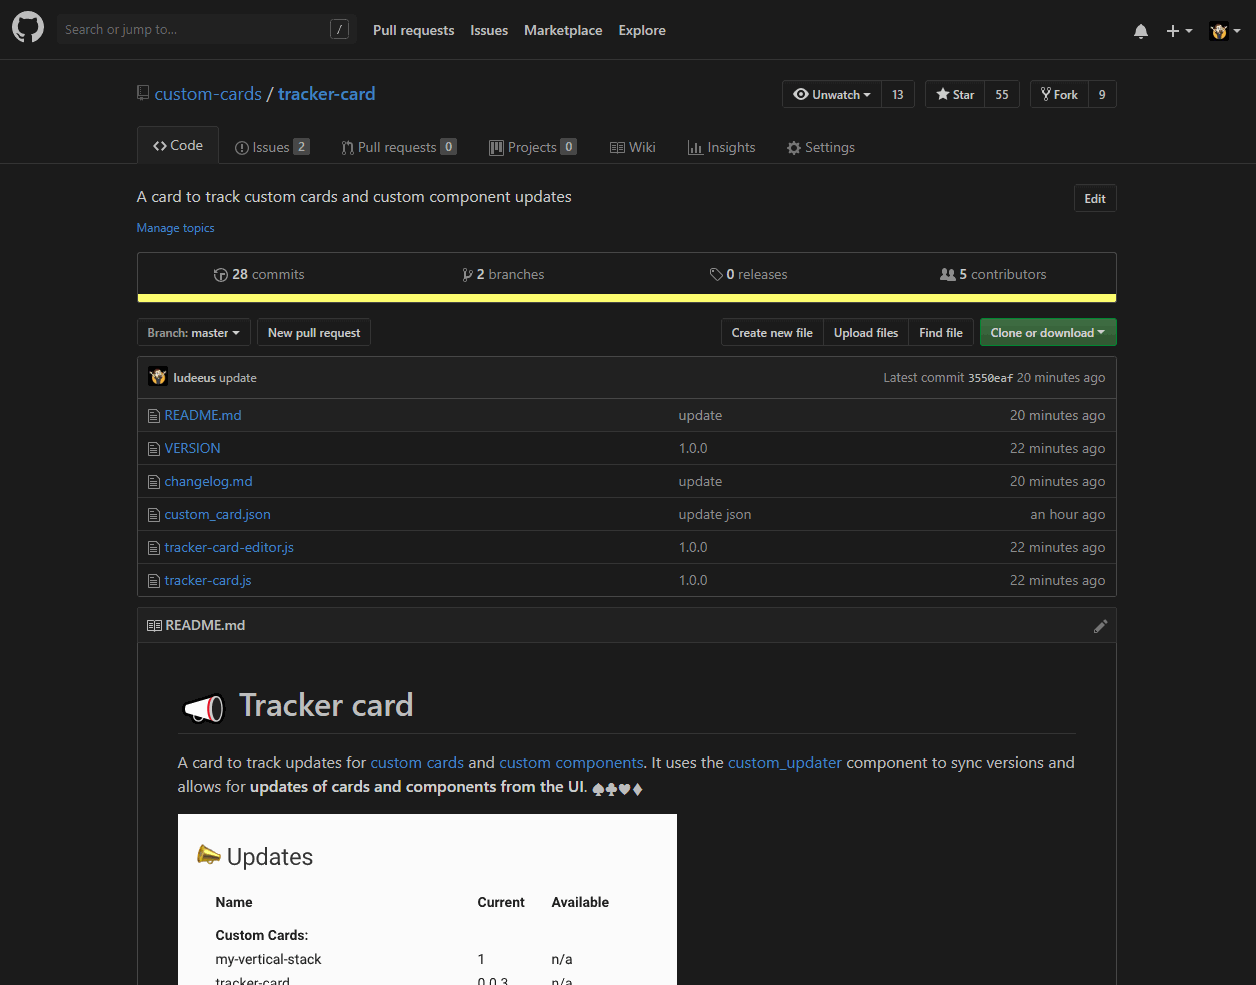 Search or jump to... / Pull requests Issues Marketplace Explore
custom-cards / tracker-card Unwatch 13 Star 55 Fork 9
Code Issues 2 Pull requests 0 Projects 0 Wiki Insights Settings
A card to track custom cards and custom component updates Edit
Manage topics
28 commits 2 branches 0 releases 5 contributors
Branch: master New pull request Create new file Upload files Find file Clone or download
ludeeus update Latest commit 3550eaf 20 minutes ago
README.md update 20 minutes ago
VERSION 1.0.0 22 minutes ago
changelog.md update 20 minutes ago
custom_card.json update json an hour ago
tracker-card-editor.js 1.0.0 22 minutes ago
tracker-card.js 1.0.0 22 minutes ago
README.md
Tracker card
A card to track updates for custom cards and custom components. It uses the custom_updater component to sync versions and
allows for updates of cards and components from the UI. ♠♣♥♦
Updates
Name Current Available
Custom Cards:
my-vertical-stack 1 n/a
tracker-card 0.0.3 n/a